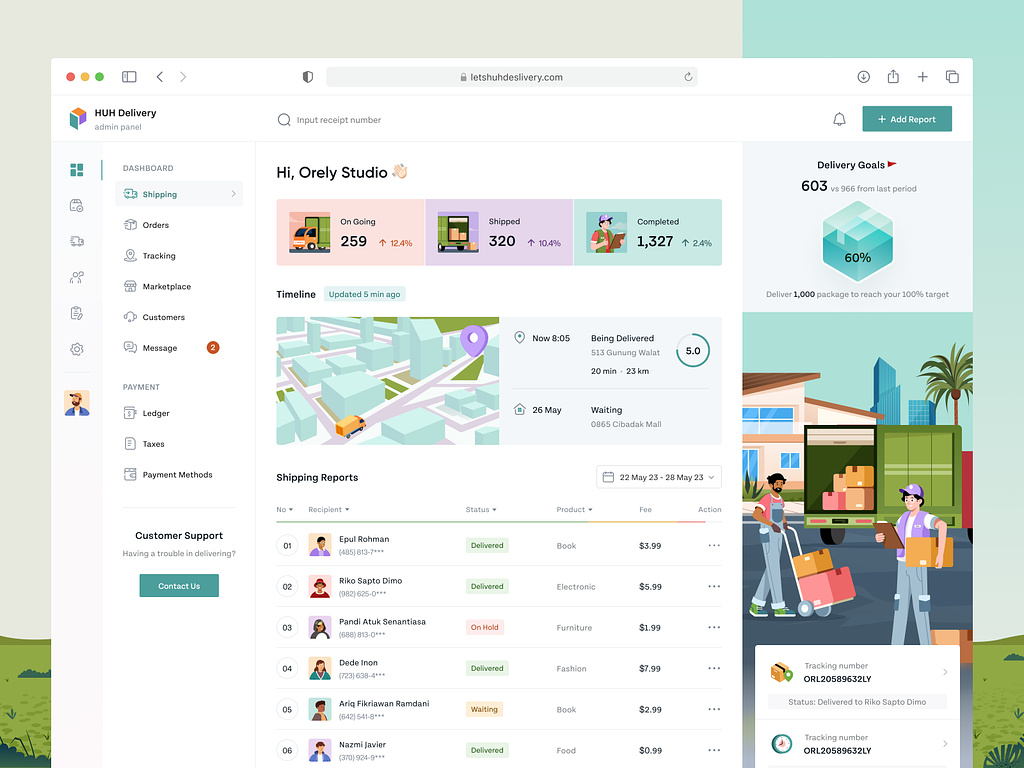 letshuhdeslivery.com
HUH Delivery
admin panel
Input receipt number
+ Add Report
DASHBOARD
Shipping
Orders
Tracking
Marketplace
Customers
Message 2
PAYMENT
Ledger
Taxes
Payment Methods
Customer Support
Having a trouble in delivering?
Contact Us
Hi, Orely Studio 👋🏻
On Going
259 ↑ 12.4%
Shipped
320 ↑ 10.4%
Completed
1,327 ↑ 2.4%
Timeline Updated 5 min ago
Now 8:05 Being Delivered
513 Gunung Walat
20 min · 23 km
5.0
26 May Waiting
0865 Cibadak Mall
Shipping Reports 22 May 23 - 28 May 23
No Recipient Status Product Fee Action
01 Epul Rohman Delivered Book $3.99
(485) 813-7***
02 Riko Sapto Dimo Delivered Electronic $5.99
(982) 625-0***
03 Pandi Atuk Senantiasa On Hold Furniture $1.99
(688) 813-0***
04 Dede Inon Delivered Fashion $7.99
(723) 638-4***
05 Ariq Fikriawan Ramdani Waiting Book $2.99
(642) 541-8***
06 Nazmi Javier Delivered Food $0.99
(370) 924-9***
Delivery Goals
603 vs 966 from last period
60%
Deliver 1,000 package to reach your 100% target
Tracking number
ORL20589632LY
Status: Delivered to Riko Sapto Dimo
Tracking number
ORL20589632LY